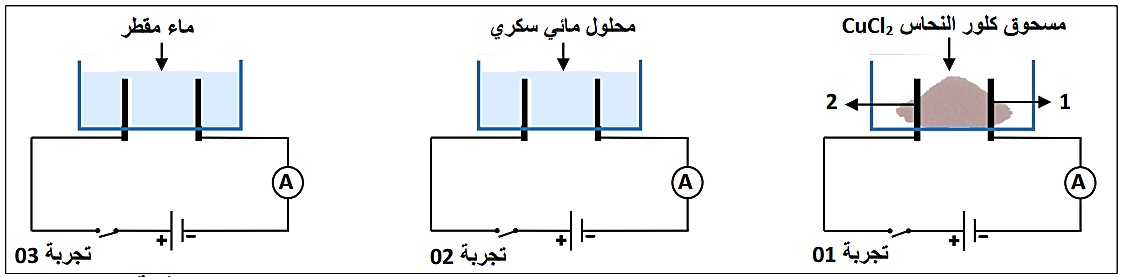 مسحوق كلور النحاس CuCl₂
محلول مائي سكري
ماء مقطر
2
1
A
A
A
+
−
+
−
+
−
تجربة 01
تجربة 02
تجربة 03